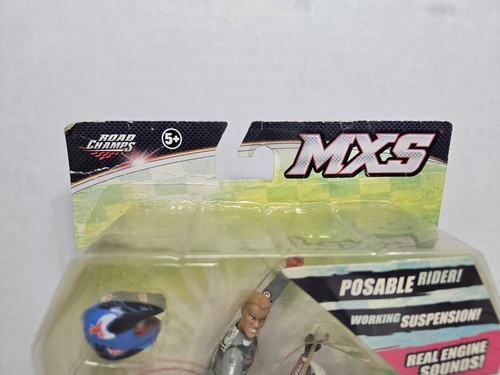 ROAD CHAMPS
5+
MXS
POSABLE RIDER!
WORKING SUSPENSION!
REAL ENGINE
SOUNDS!